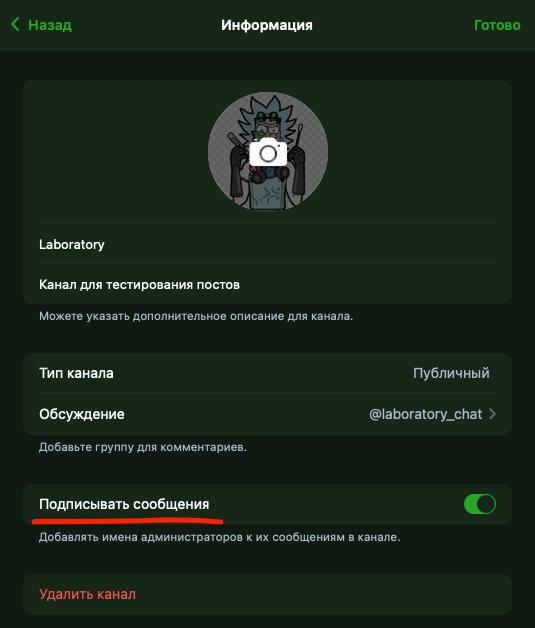 Назад Информация Готово
Laboratory
Канал для тестирования постов
Можете указать дополнительное описание для канала.
Тип канала Публичный
Обсуждение @laboratory_chat
Добавьте группу для комментариев.
Подписывать сообщения
Добавлять имена администраторов к их сообщениям в канале.
Удалить канал